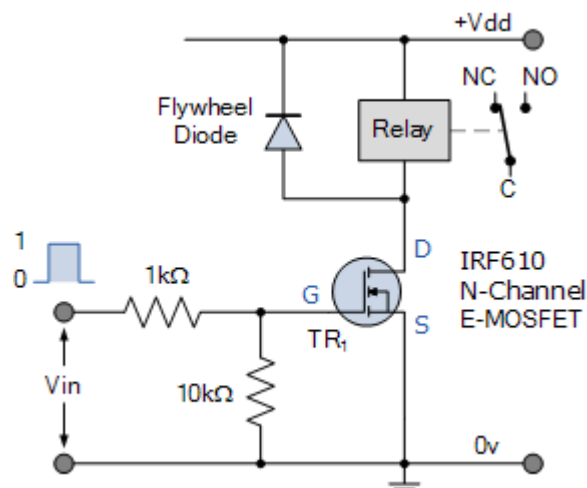 +Vdd
NC NO
Flywheel
Diode
Relay
C
D
1
0
1kΩ
G
IRF610
N-Channel
E-MOSFET
S
TR1
Vin
10kΩ
0v